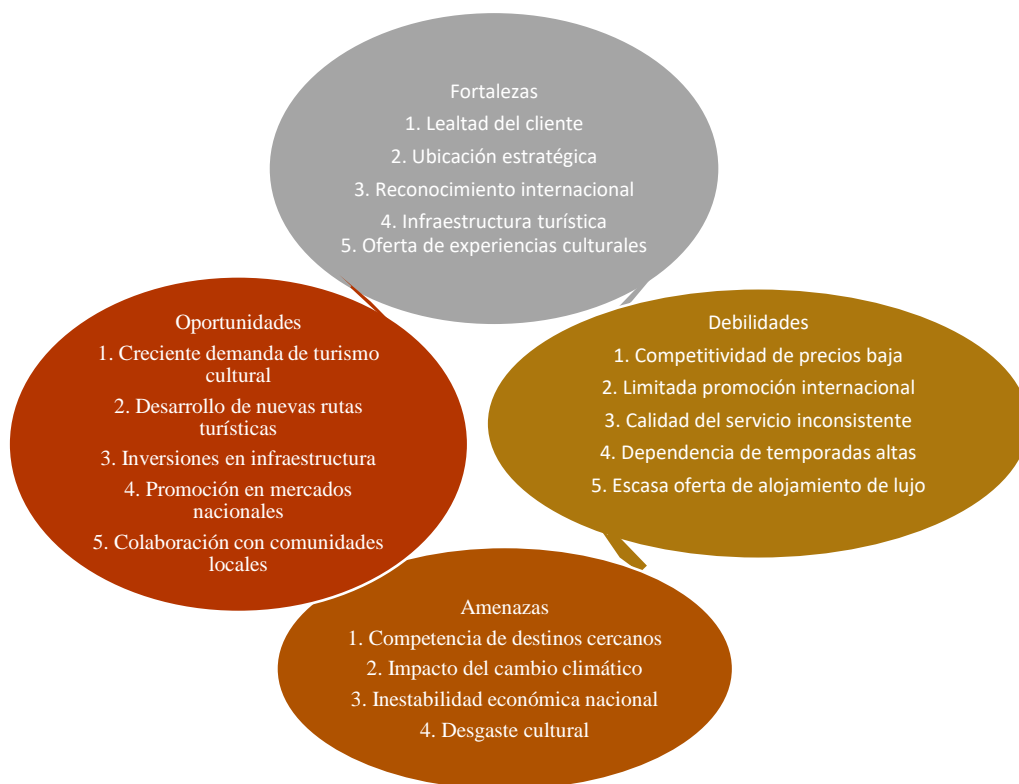 Fortalezas
1. Lealtad del cliente
2. Ubicación estratégica
3. Reconocimiento internacional
4. Infraestructura turística
5. Oferta de experiencias culturales
Oportunidades
1. Creciente demanda de turismo
cultural
2. Desarrollo de nuevas rutas
turísticas
3. Inversiones en infraestructura
4. Promoción en mercados
nacionales
5. Colaboración con comunidades
locales
Debilidades
1. Competitividad de precios baja
2. Limitada promoción internacional
3. Calidad del servicio inconsistente
4. Dependencia de temporadas altas
5. Escasa oferta de alojamiento de lujo
Amenazas
1. Competencia de destinos cercanos
2. Impacto del cambio climático
3. Inestabilidad económica nacional
4. Desgaste cultural